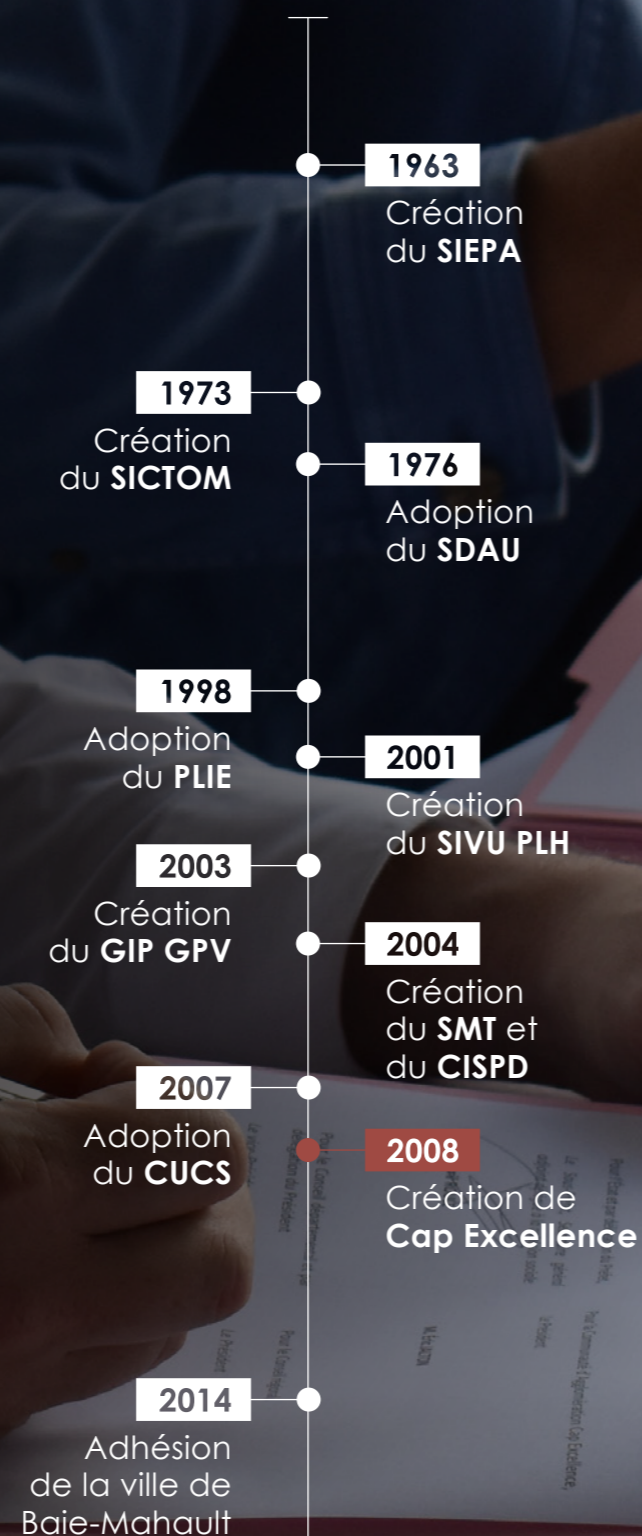 1963
Création
du SIEPA
1973
Création
du SICTOM
1976
Adoption
du SDAU
1998
Adoption
du PLIE
2001
Création
du SIVU PLH
2003
Création
du GIP GPV
2004
Création
du SMT et
du CISPD
2007
Adoption
du CUCS
2008
Création de
Cap Excellence
2014
Adhésion
de la ville de
Baie-Mahault
Le Président